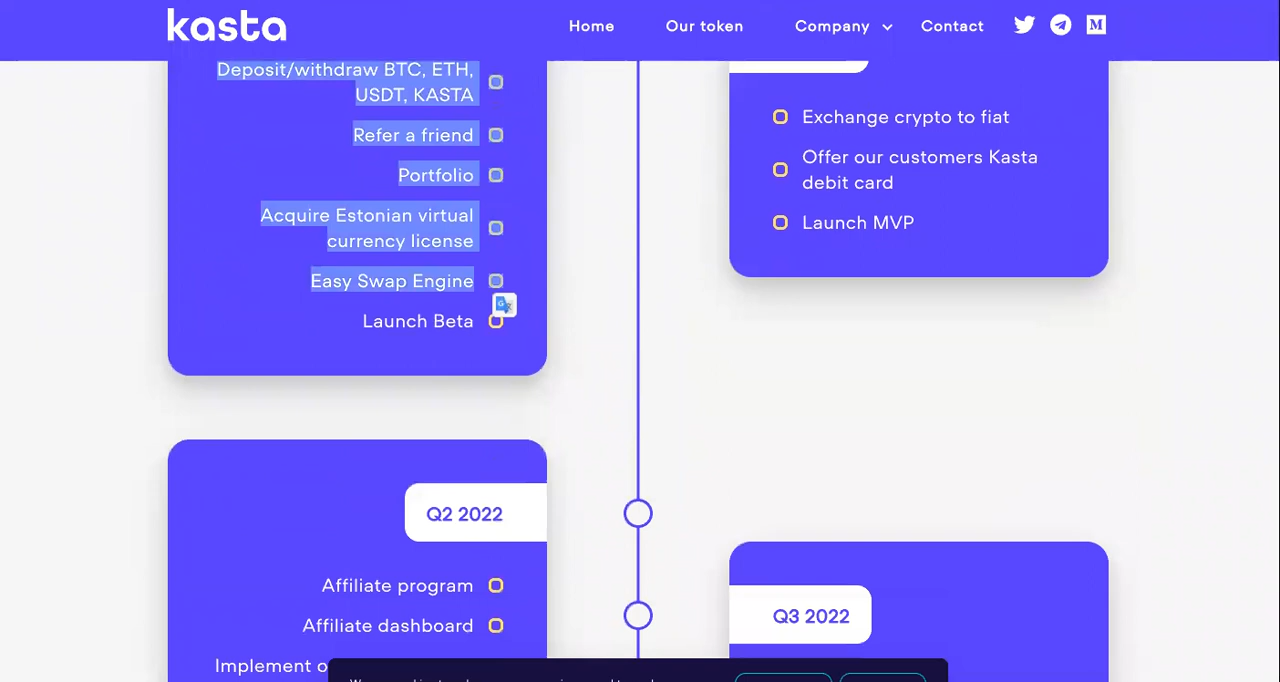 kasta
Home
Our token
Company
Contact
Deposit/withdraw BTC, ETH,
USDT, KASTA
Refer a friend
Portfolio
Acquire Estonian virtual
currency license
Easy Swap Engine
Launch Beta
Exchange crypto to fiat
Offer our customers Kasta
debit card
Launch MVP
Q2 2022
Affiliate program
Affiliate dashboard
Implement
Q3 2022